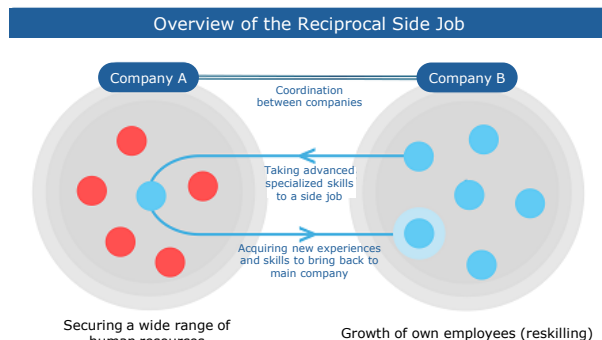 Overview of the Reciprocal Side Job
Company A
Company B
Coordination
between companies
Taking advanced
specialized skills
to a side job
Acquiring new experiences
and skills to bring back to
main company
Securing a wide range of
human resources
Growth of own employees (reskilling)